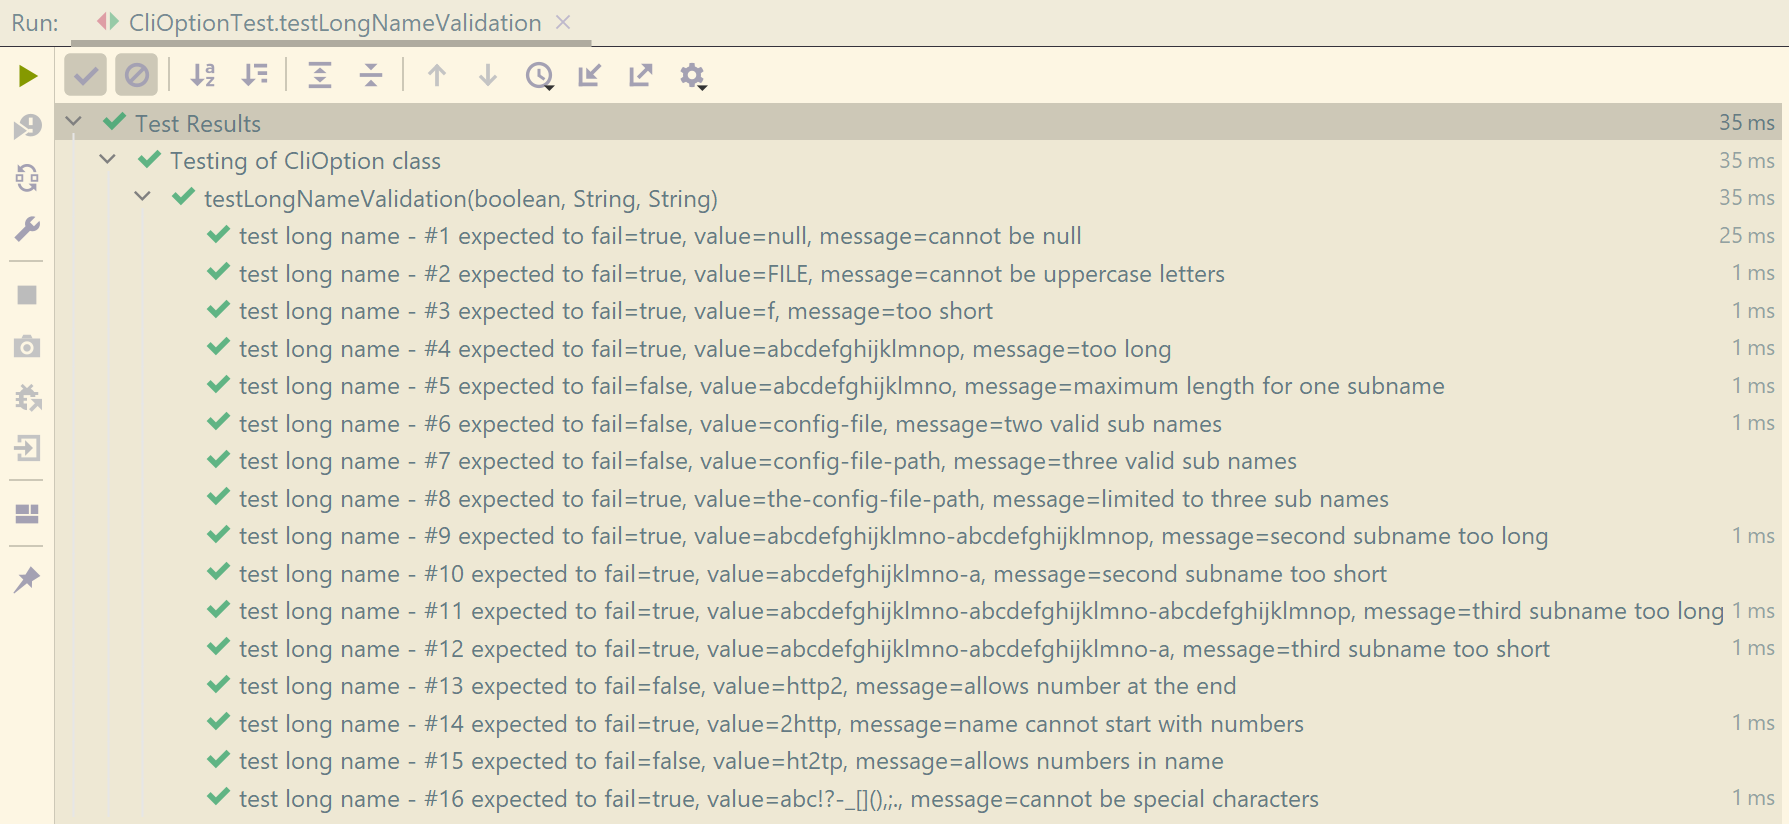 Run: CliOptionTest.testLongNameValidation
Test Results 35 ms
Testing of CliOption class 35 ms
testLongNameValidation(boolean, String, String) 35 ms
test long name - #1 expected to fail=true, value=null, message=cannot be null 25 ms
test long name - #2 expected to fail=true, value=FILE, message=cannot be uppercase letters 1 ms
test long name - #3 expected to fail=true, value=f, message=too short 1 ms
test long name - #4 expected to fail=true, value=abcdefghijklmnop, message=too long 1 ms
test long name - #5 expected to fail=false, value=abcdefghijklmno, message=maximum length for one subname 1 ms
test long name - #6 expected to fail=false, value=config-file, message=two valid sub names 1 ms
test long name - #7 expected to fail=false, value=config-file-path, message=three valid sub names
test long name - #8 expected to fail=true, value=the-config-file-path, message=limited to three sub names
test long name - #9 expected to fail=true, value=abcdefghijklmno-abcdefghijklmnop, message=second subname too long 1 ms
test long name - #10 expected to fail=true, value=abcdefghijklmno-a, message=second subname too short
test long name - #11 expected to fail=true, value=abcdefghijklmno-abcdefghijklmno-abcdefghijklmnop, message=third subname too long 1 ms
test long name - #12 expected to fail=true, value=abcdefghijklmno-abcdefghijklmno-a, message=third subname too short 1 ms
test long name - #13 expected to fail=false, value=http2, message=allows number at the end
test long name - #14 expected to fail=true, value=2http, message=name cannot start with numbers 1 ms
test long name - #15 expected to fail=false, value=ht2tp, message=allows numbers in name
test long name - #16 expected to fail=true, value=abc!?-_[](),;:., message=cannot be special characters 1 ms